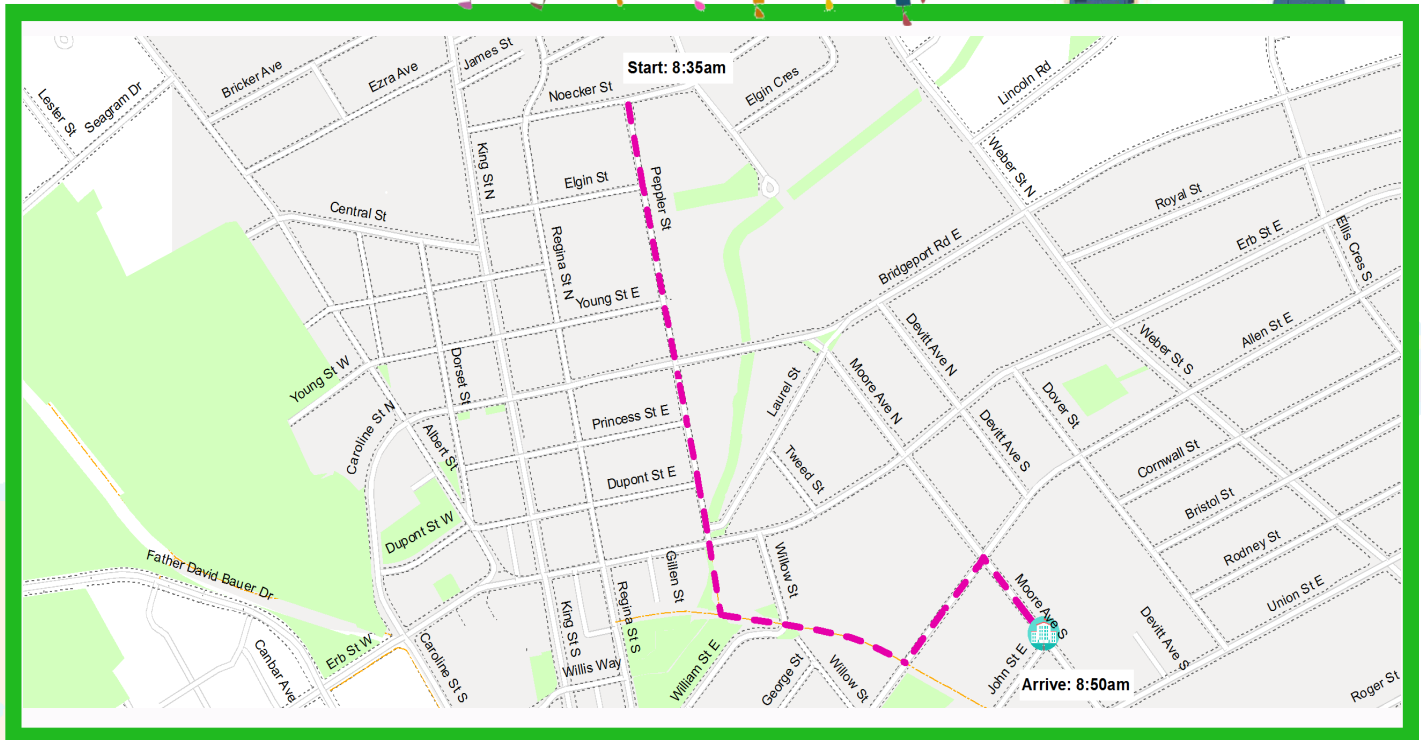 Start: 8:35am
James St
Bricker Ave
Ezra Ave
Noecker St
Elgin Cres
Lincoln Rd
Lester St
Seagram Dr
King St N
Elgin St
Peppler St
Weber St N
Royal St
Central St
Regina St N
Bridgeport Rd E
Erb St E
Ellis Cres S
Young St E
Devitt Ave N
Weber St S
Allen St E
Young St W
Dorset St
Laurel St
Moore Ave N
Dover St
Caroline St N
Albert St
Princess St E
Devitt Ave S
Cornwall St
Tweed St
Dupont St E
Bristol St
Dupont St W
Father David Bauer Dr
Gillen St
Willow St
Rodney St
Regina St S
King St S
Moore Ave S
Union St E
Devitt Ave S
Canbar Ave
Erb St W
Caroline St S
Willis Way
William St E
George St
Willow St
John St E
Arrive: 8:50am
Roger St